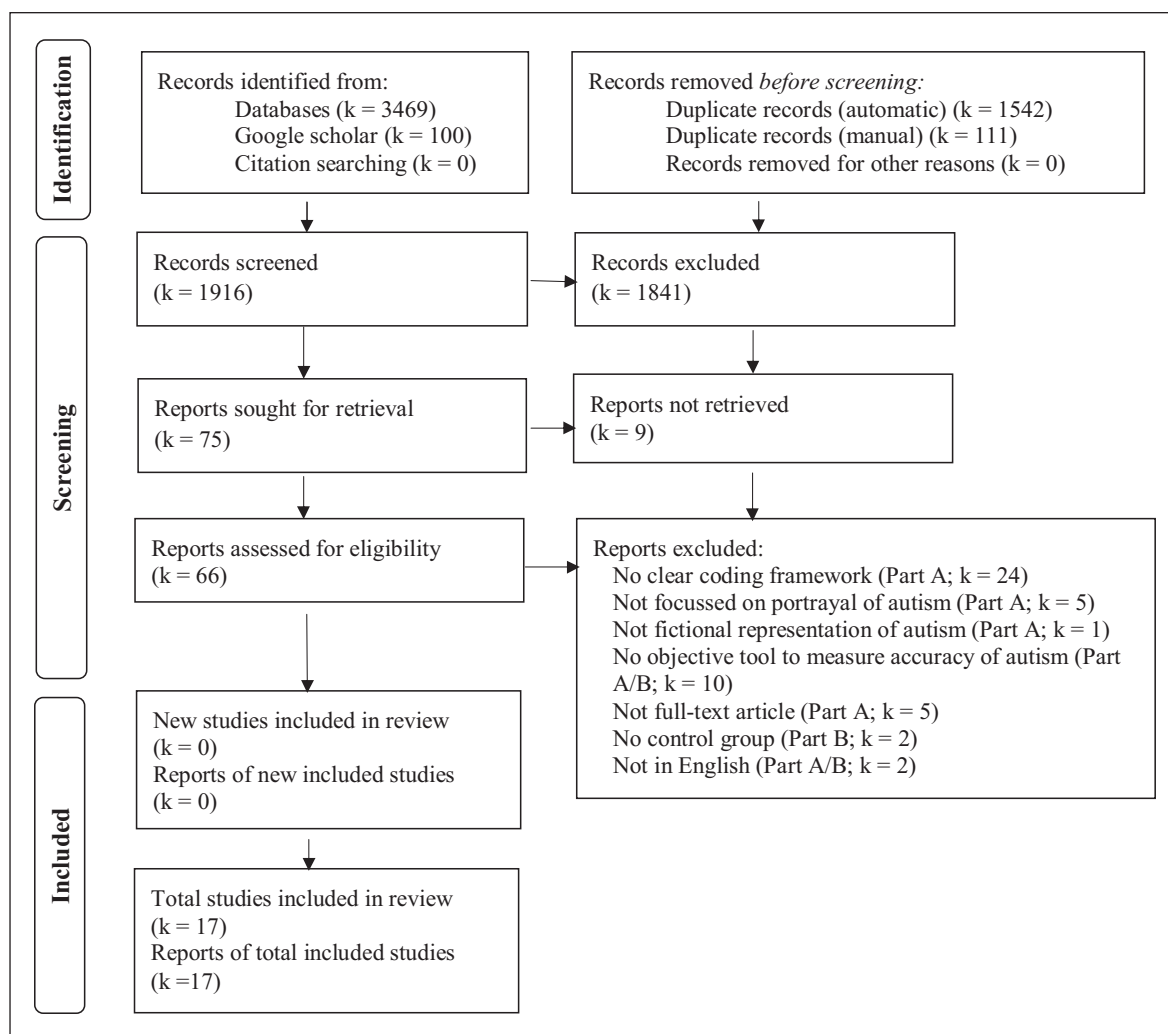 Identification
Records identified from:
Databases (k = 3469)
Google scholar (k = 100)
Citation searching (k = 0)
Records removed before screening:
Duplicate records (automatic) (k = 1542)
Duplicate records (manual) (k = 111)
Records removed for other reasons (k = 0)
Screening
Records screened
(k = 1916)
Records excluded
(k = 1841)
Reports sought for retrieval
(k = 75)
Reports not retrieved
(k = 9)
Reports assessed for eligibility
(k = 66)
Reports excluded:
No clear coding framework (Part A; k = 24)
Not focussed on portrayal of autism (Part A; k = 5)
Not fictional representation of autism (Part A; k = 1)
No objective tool to measure accuracy of autism (Part
A/B; k = 10)
Not full-text article (Part A; k = 5)
No control group (Part B; k = 2)
Not in English (Part A/B; k = 2)
Included
New studies included in review
(k = 0)
Reports of new included studies
(k = 0)
Total studies included in review
(k = 17)
Reports of total included studies
(k =17)